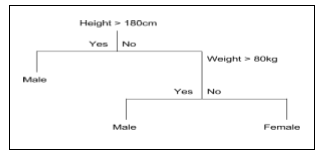 Height > 180cm
Yes No
Weight > 80kg
Male
Yes No
Male Female